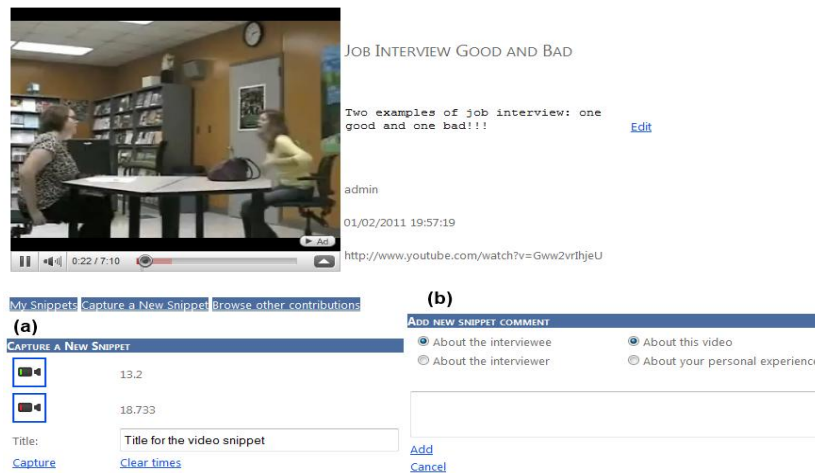 JOB INTERVIEW GOOD AND BAD
Two examples of job interview: one
good and one bad!!!
Edit
admin
01/02/2011 19:57:19
http://www.youtube.com/watch?v=Gww2vrIhjeU
Ad
0:22 / 7:10
My Snippets Capture a New Snippet Browse other contributions
(a)
CAPTURE A NEW SNIPPET
13.2
18.733
Title: Title for the video snippet
Capture Clear times
(b)
ADD NEW SNIPPET COMMENT
About the interviewee About this video
About the interviewer About your personal experience
Add
Cancel